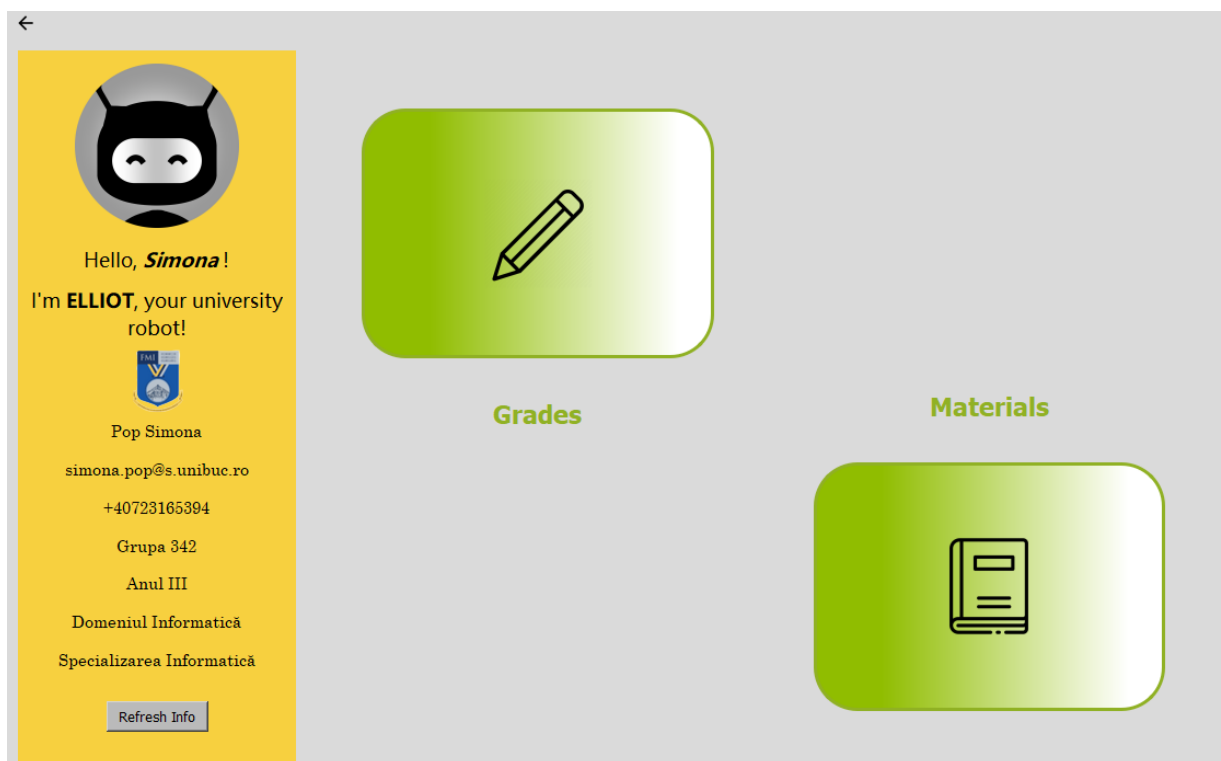 Hello, Simona !
I'm ELLIOT, your university
robot!
FMI
Pop Simona
simona.pop@s.unibuc.ro
+40723165394
Grupa 342
Anul III
Domeniul Informatică
Specializarea Informatică
Refresh Info
Grades
Materials